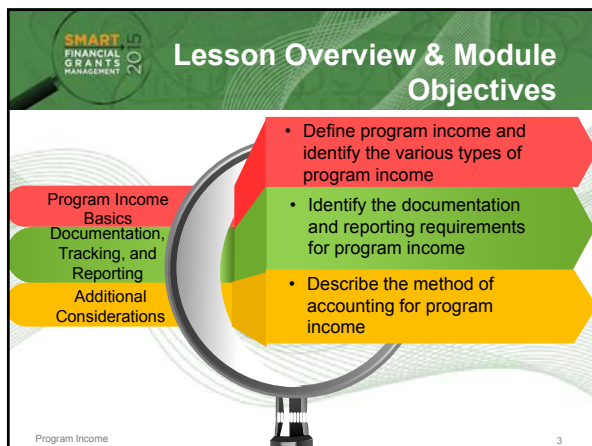 SMART
FINANCIAL
GRANTS
MANAGEMENT
2015
Lesson Overview & Module
Objectives
Program Income
Basics
• Define program income and
identify the various types of
program income
Documentation,
Tracking, and
Reporting
• Identify the documentation
and reporting requirements
for program income
Additional
Considerations
• Describe the method of
accounting for program
income
Program Income
3